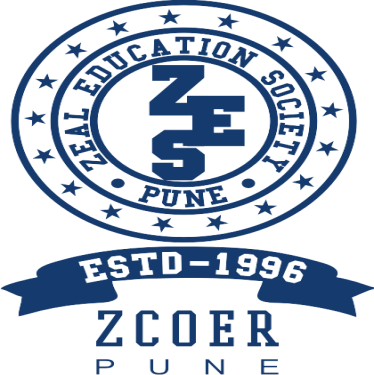 ZEAL EDUCATION SOCIETY
ZES
PUNE
ESTD-1996
ZCOER
PUNE